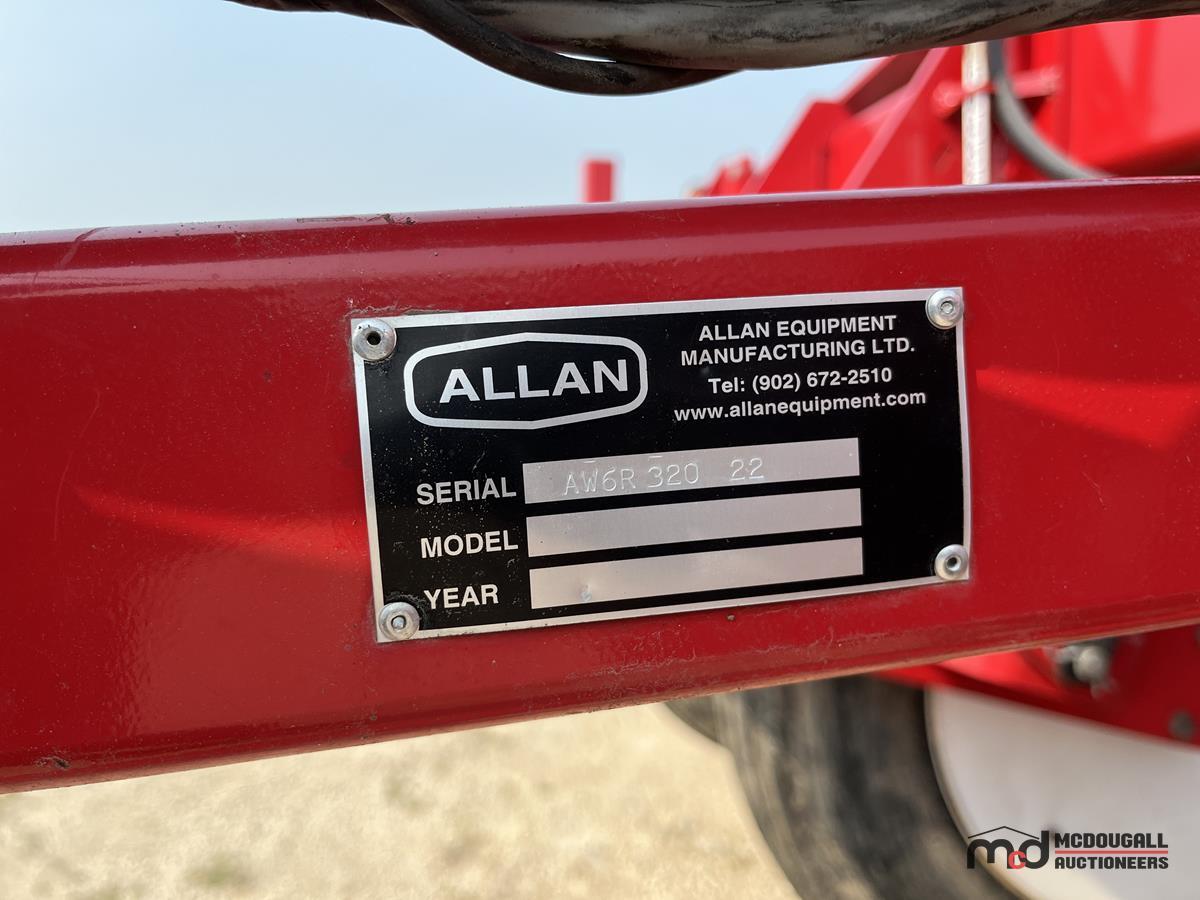 ALLAN
ALLAN EQUIPMENT
MANUFACTURING LTD.
Tel: (902) 672-2510
www.allanequipment.com
SERIAL AW6R 320 22
MODEL
YEAR
mcd MCDOUGALL
AUCTIONEERS